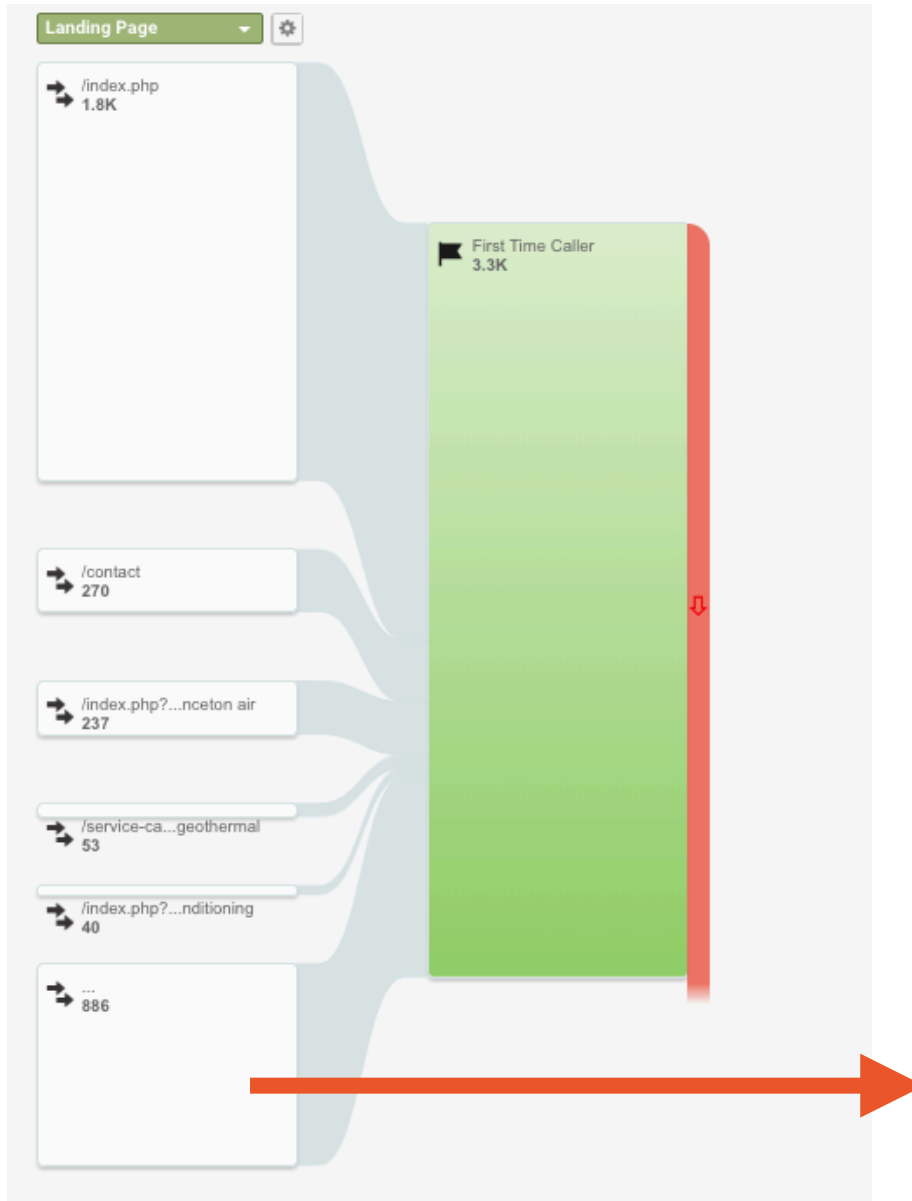 Landing Page
/index.php
1.8K
First Time Caller
3.3K
/contact
270
/index.php?...nceton air
237
/service-ca...geothermal
53
/index.php?...nditioning
40
...
886